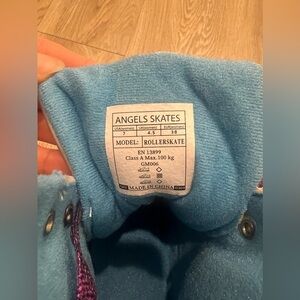 ANGELS SKATES
7 4.5 38
MODEL: ROLLERSKATE
EN 13899
Class A Max. 100 kg
GM006
MADE IN CHINA